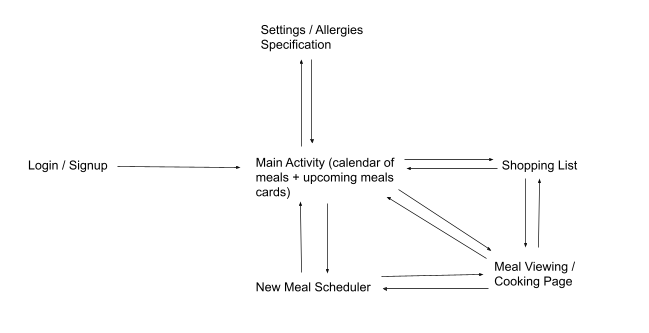 Settings / Allergies
Specification
Login / Signup
Main Activity (calendar of
meals + upcoming meals
cards)
Shopping List
New Meal Scheduler
Meal Viewing /
Cooking Page